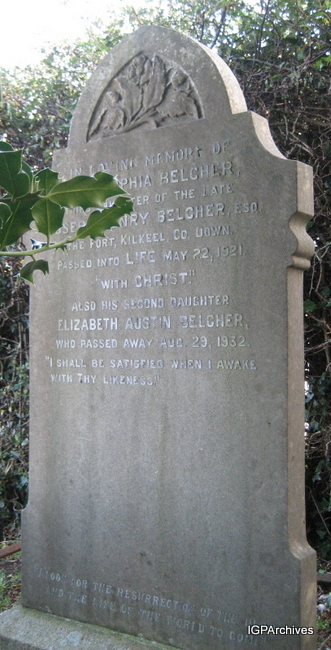 IN LOVING MEMORY OF
SOPHIA BELCHER,
DAUGHTER OF THE LATE
HENRY BELCHER, ESQ.
THE FORT, KILKEEL, CO. DOWN,
PASSED INTO LIFE MAY 22, 1921
"WITH CHRIST."
ALSO HIS SECOND DAUGHTER
ELIZABETH AUSTIN BELCHER,
WHO PASSED AWAY AUG. 29, 1932
"I SHALL BE SATISFIED WHEN I AWAKE
WITH THY LIKENESS."
LOOK FOR THE RESURRECTION OF THE
AND THE LIFE OF THE WORLD TO COME
IGPArchives